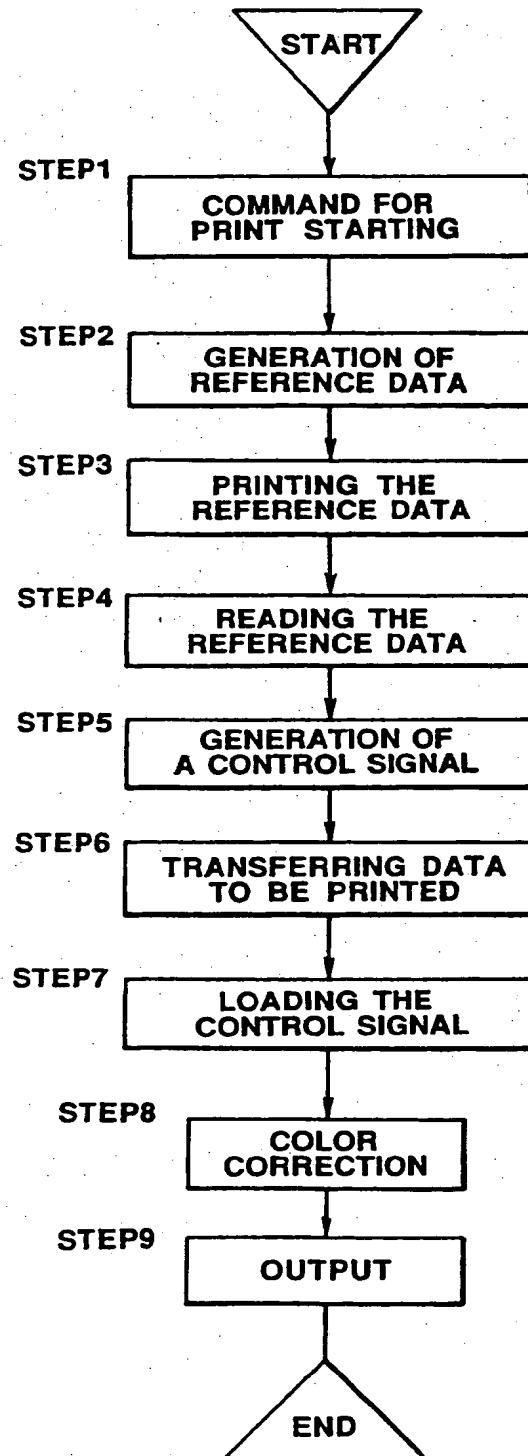 START
STEP1
COMMAND FOR
PRINT STARTING
STEP2
GENERATION OF
REFERENCE DATA
STEP3
PRINTING THE
REFERENCE DATA
STEP4
READING THE
REFERENCE DATA
STEP5
GENERATION OF
A CONTROL SIGNAL
STEP6
TRANSFERRING DATA
TO BE PRINTED
STEP7
LOADING THE
CONTROL SIGNAL
STEP8
COLOR
CORRECTION
STEP9
OUTPUT
END